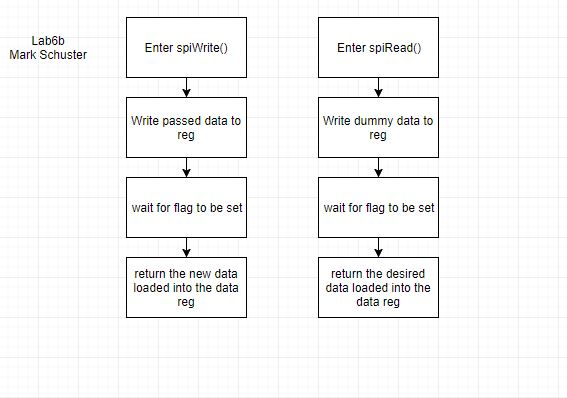 Lab6b
Mark Schuster
Enter spiWrite()
Write passed data to
reg
wait for flag to be set
return the new data
loaded into the data
reg
Enter spiRead()
Write dummy data to
reg
wait for flag to be set
return the desired
data loaded into the
data reg